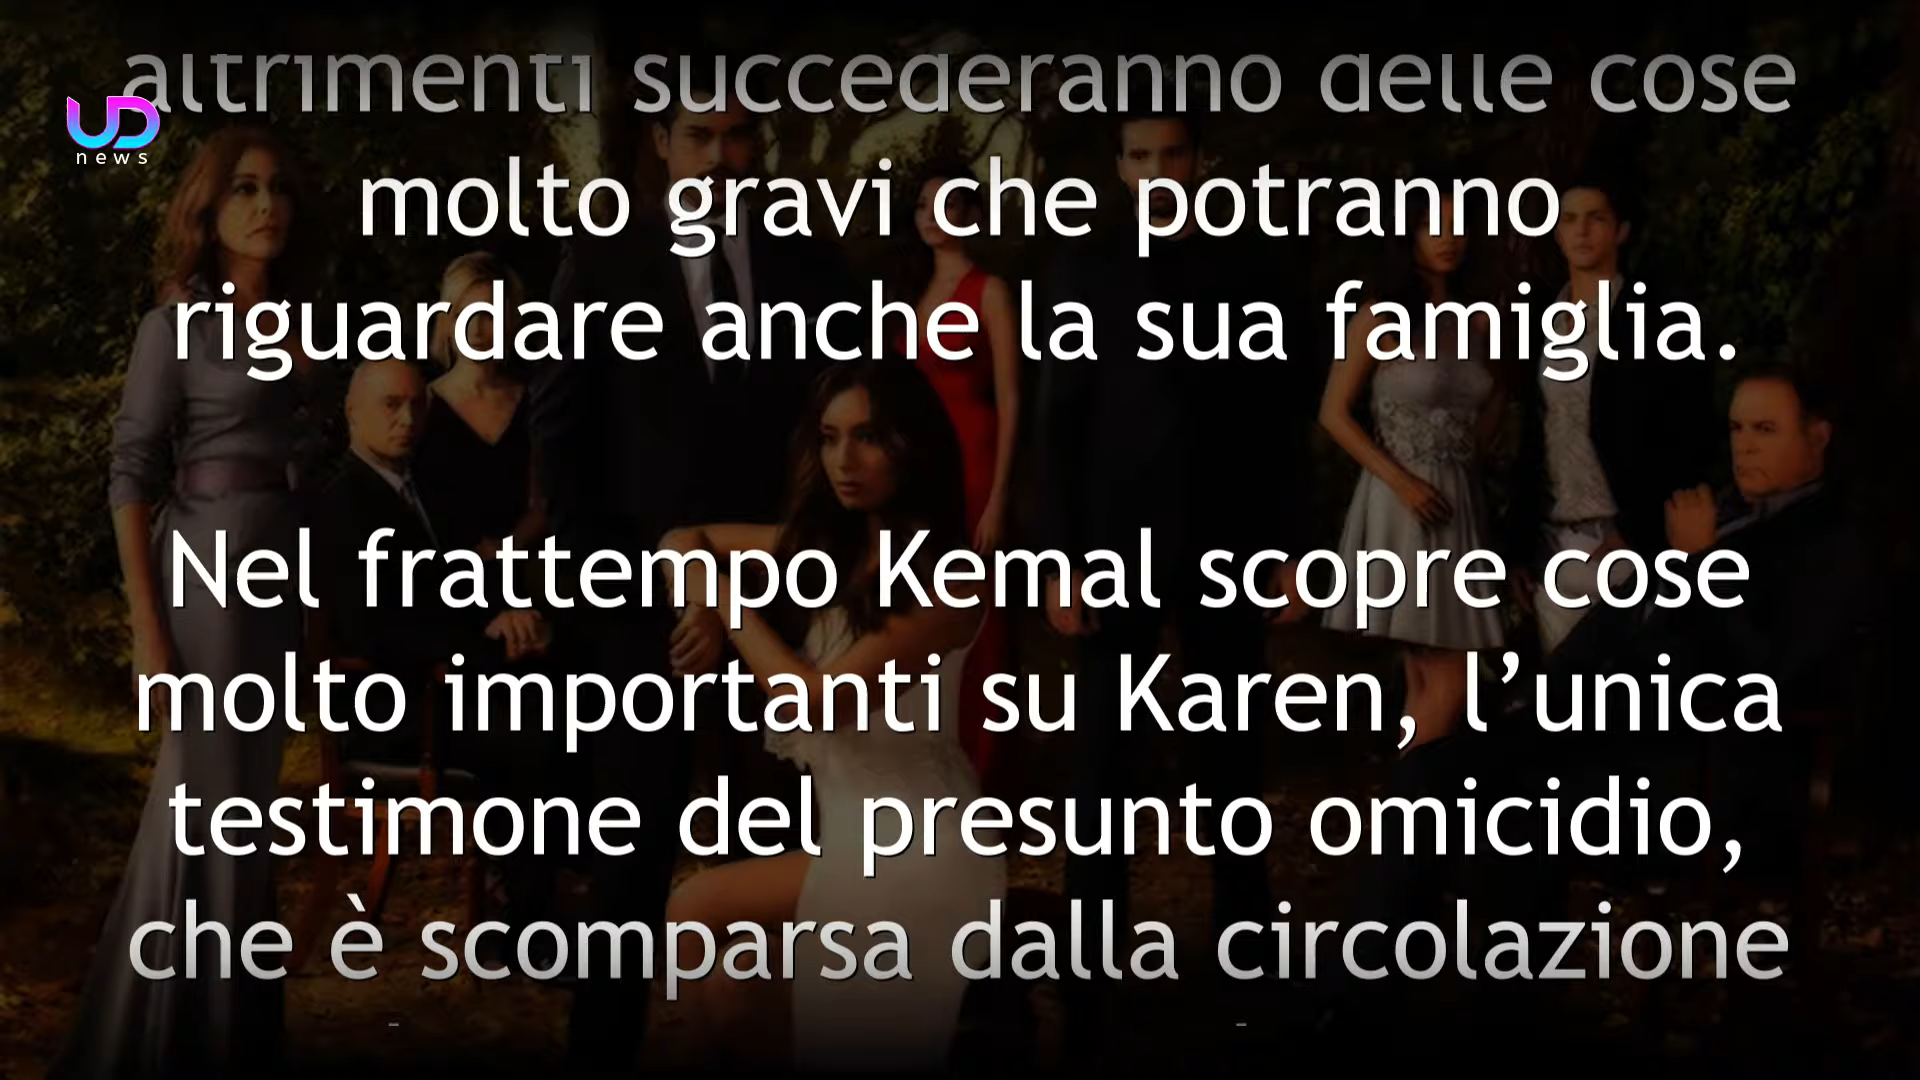 altrimenti succederanno delle cose
UD
news
molto gravi che potranno
riguardare anche la sua famiglia.
Nel frattempo Kemal scopre cose
molto importanti su Karen, l’unica
testimone del presunto omicidio,
che è scomparsa dalla circolazione